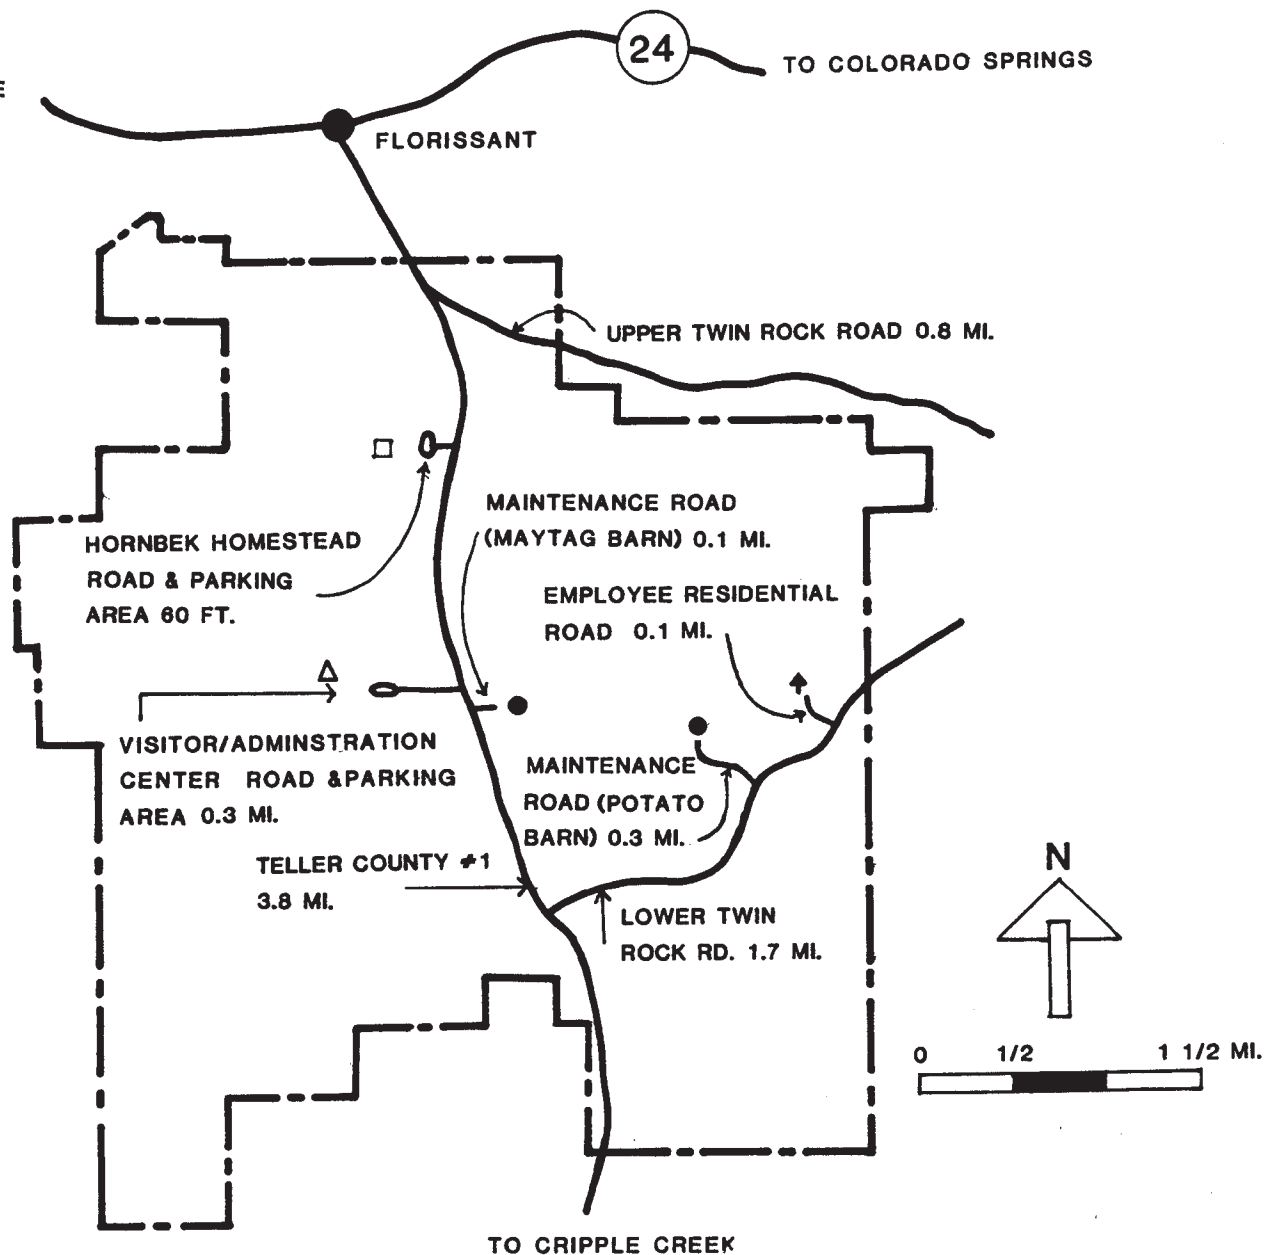 24
TO COLORADO SPRINGS
E
FLORISSANT
UPPER TWIN ROCK ROAD 0.8 MI.
MAINTENANCE ROAD
(MAYTAG BARN) 0.1 MI.
HORNBEK HOMESTEAD
ROAD & PARKING
AREA 60 FT.
EMPLOYEE RESIDENTIAL
ROAD 0.1 MI.
VISITOR/ADMINSTRATION
CENTER ROAD &PARKING
AREA 0.3 MI.
MAINTENANCE
ROAD (POTATO
BARN) 0.3 MI.
TELLER COUNTY #1
3.8 MI.
LOWER TWIN
ROCK RD. 1.7 MI.
N
0 1/2 1 1/2 MI.
TO CRIPPLE CREEK